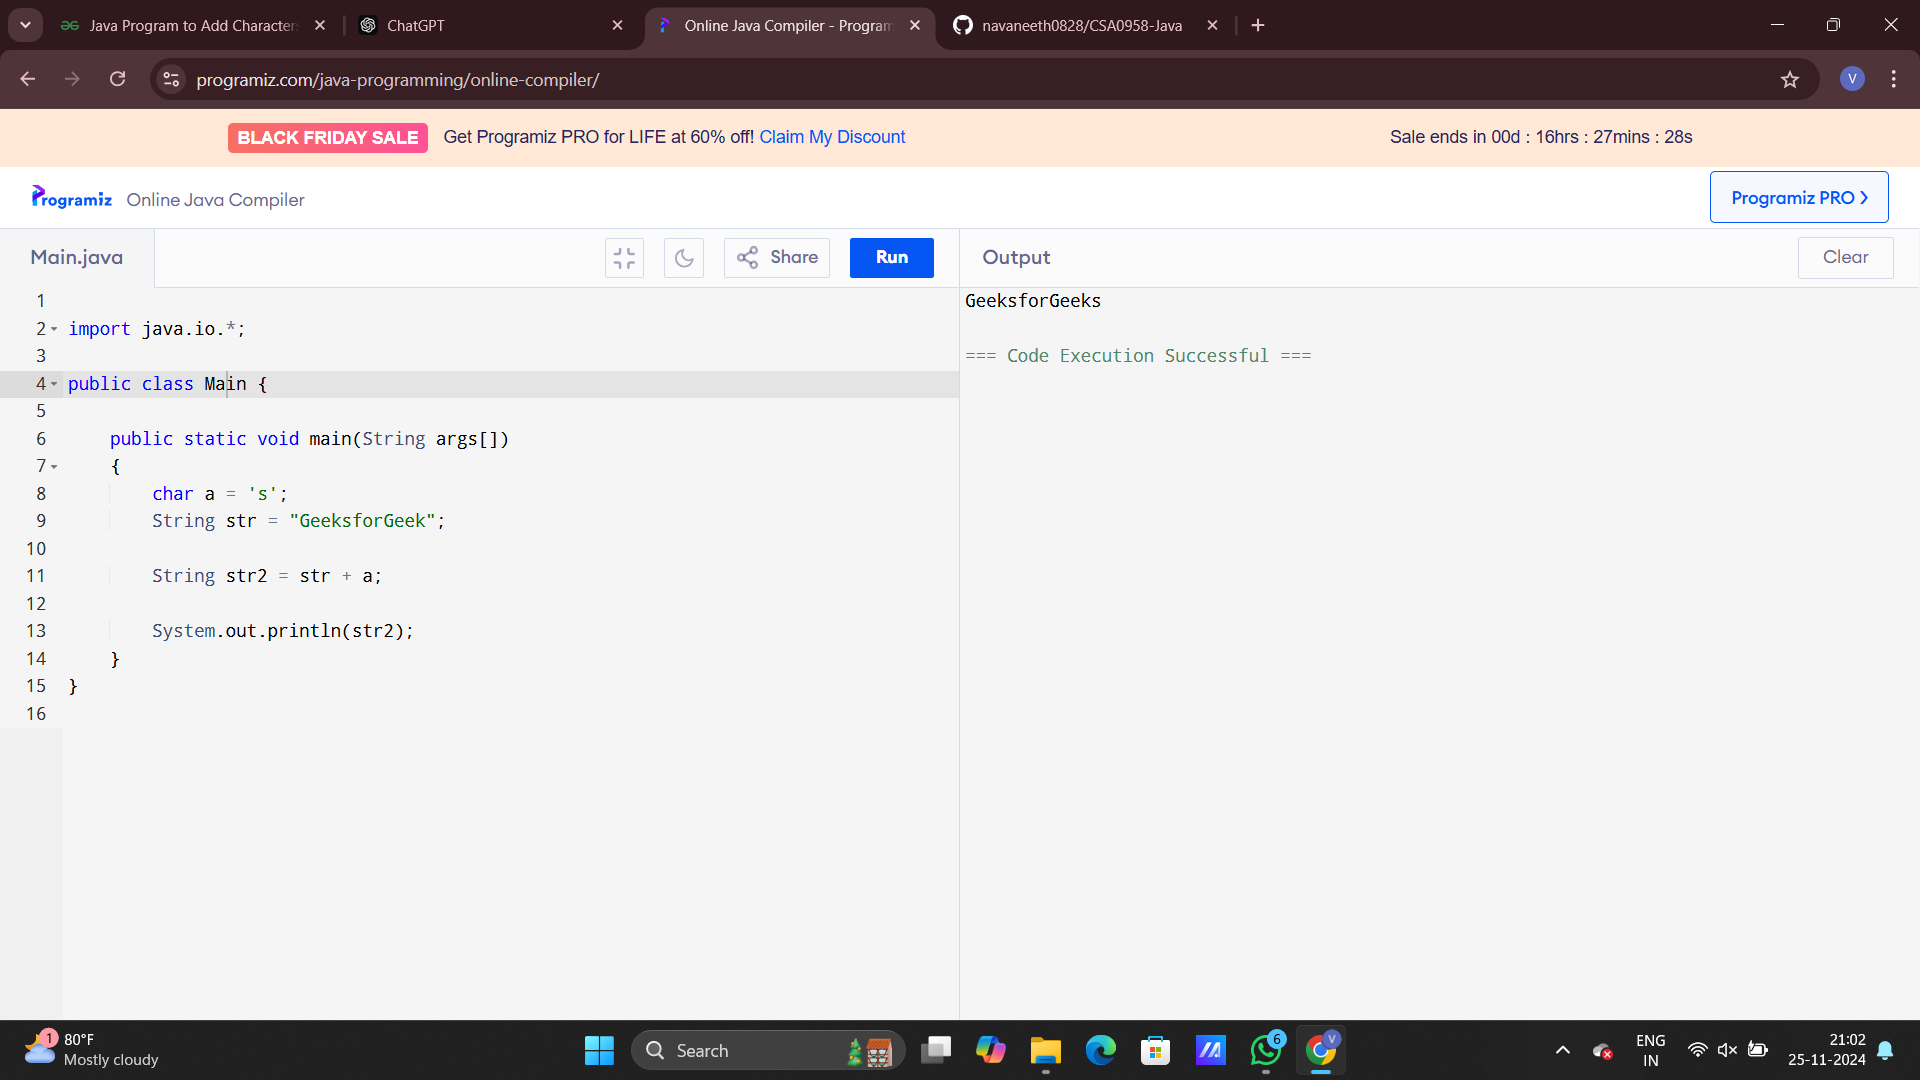 Java Program to Add Character
ChatGPT
Online Java Compiler - Program
navaneeth0828/CSA0958-Java
programiz.com/java-programming/online-compiler/
V
BLACK FRIDAY SALE Get Programiz PRO for LIFE at 60% off! Claim My Discount
Sale ends in 00d : 16hrs : 27mins : 28s
Programiz Online Java Compiler
Programiz PRO
Main.java
Share
Run
Output
Clear
1
2 import java.io.*;
3
4 public class Main {
5
6 public static void main(String args[])
7 {
8 char a = 's';
9 String str = "GeeksforGeek";
10
11 String str2 = str + a;
12
13 System.out.println(str2);
14 }
15 }
16
GeeksforGeeks
=== Code Execution Successful ===
1
80°F
Mostly cloudy
Search
6
V
ENG
IN
21:02
25-11-2024